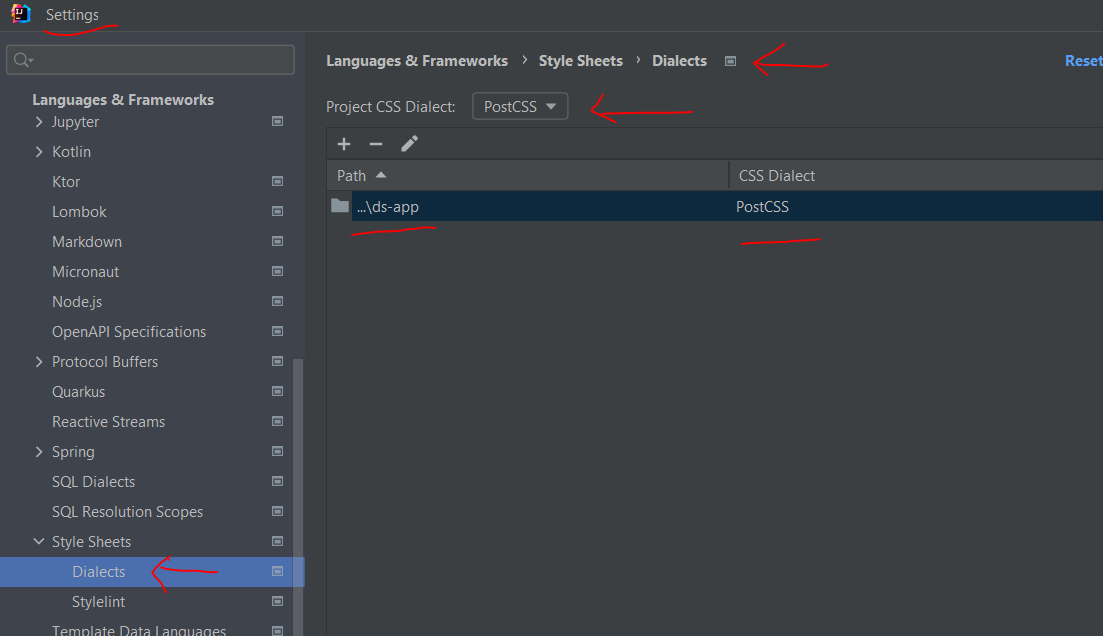 Settings
Languages & Frameworks
Jupyter
Kotlin
Ktor
Lombok
Markdown
Micronaut
Node.js
OpenAPI Specifications
Protocol Buffers
Quarkus
Reactive Streams
Spring
SQL Dialects
SQL Resolution Scopes
Style Sheets
Dialects
Stylelint
Template Data Languages
Languages & Frameworks › Style Sheets › Dialects
Reset
Project CSS Dialect: PostCSS
Path CSS Dialect
...\ds-app PostCSS